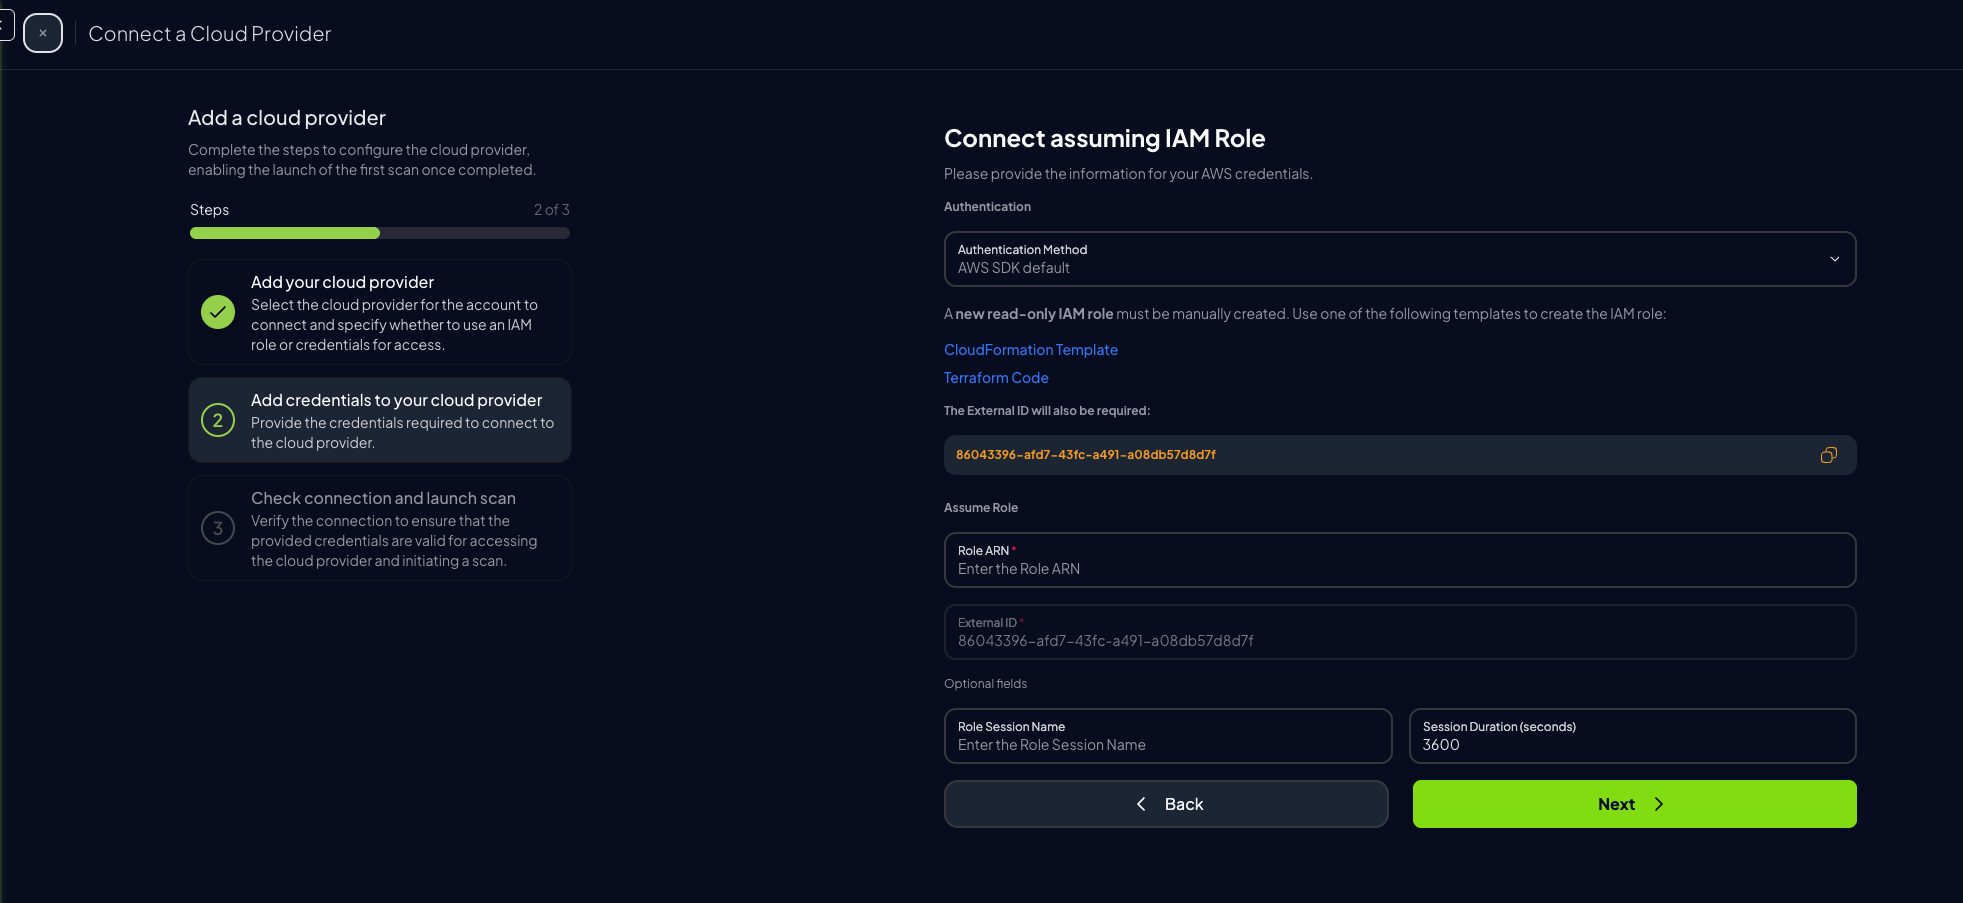 ×
Connect a Cloud Provider
Add a cloud provider
Complete the steps to configure the cloud provider,
enabling the launch of the first scan once completed.
Steps
2 of 3
Add your cloud provider
Select the cloud provider for the account to
connect and specify whether to use an IAM
role or credentials for access.
2
Add credentials to your cloud provider
Provide the credentials required to connect to
the cloud provider.
3
Check connection and launch scan
Verify the connection to ensure that the
provided credentials are valid for accessing
the cloud provider and initiating a scan.
Connect assuming IAM Role
Please provide the information for your AWS credentials.
Authentication
Authentication Method
AWS SDK default
A new read-only IAM role must be manually created. Use one of the following templates to create the IAM role:
CloudFormation Template
Terraform Code
The External ID will also be required:
86043396-afd7-43fc-a491-a08db57d8d7f
Assume Role
Role ARN *
Enter the Role ARN
External ID *
86043396-afd7-43fc-a491-a08db57d8d7f
Optional fields
Role Session Name
Enter the Role Session Name
Session Duration (seconds)
3600
Back
Next